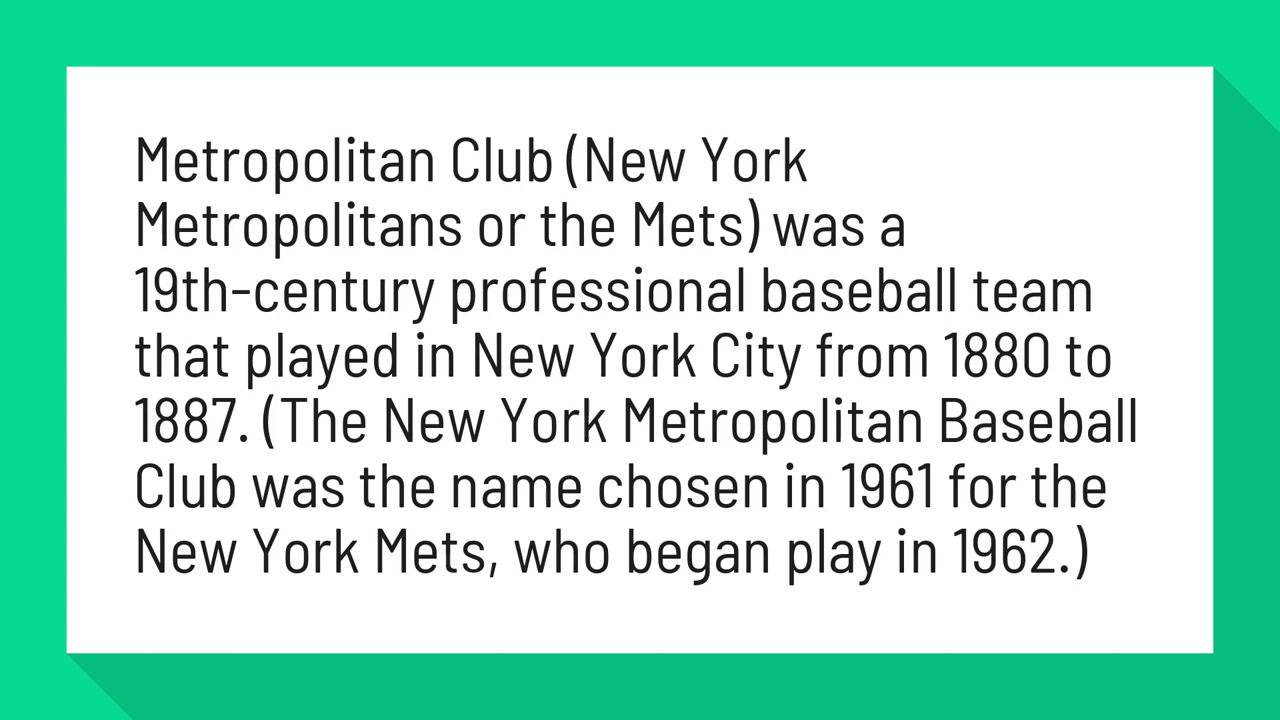 Metropolitan Club (New York
Metropolitans or the Mets) was a
19th-century professional baseball team
that played in New York City from 1880 to
1887. (The New York Metropolitan Baseball
Club was the name chosen in 1961 for the
New York Mets, who began play in 1962.)